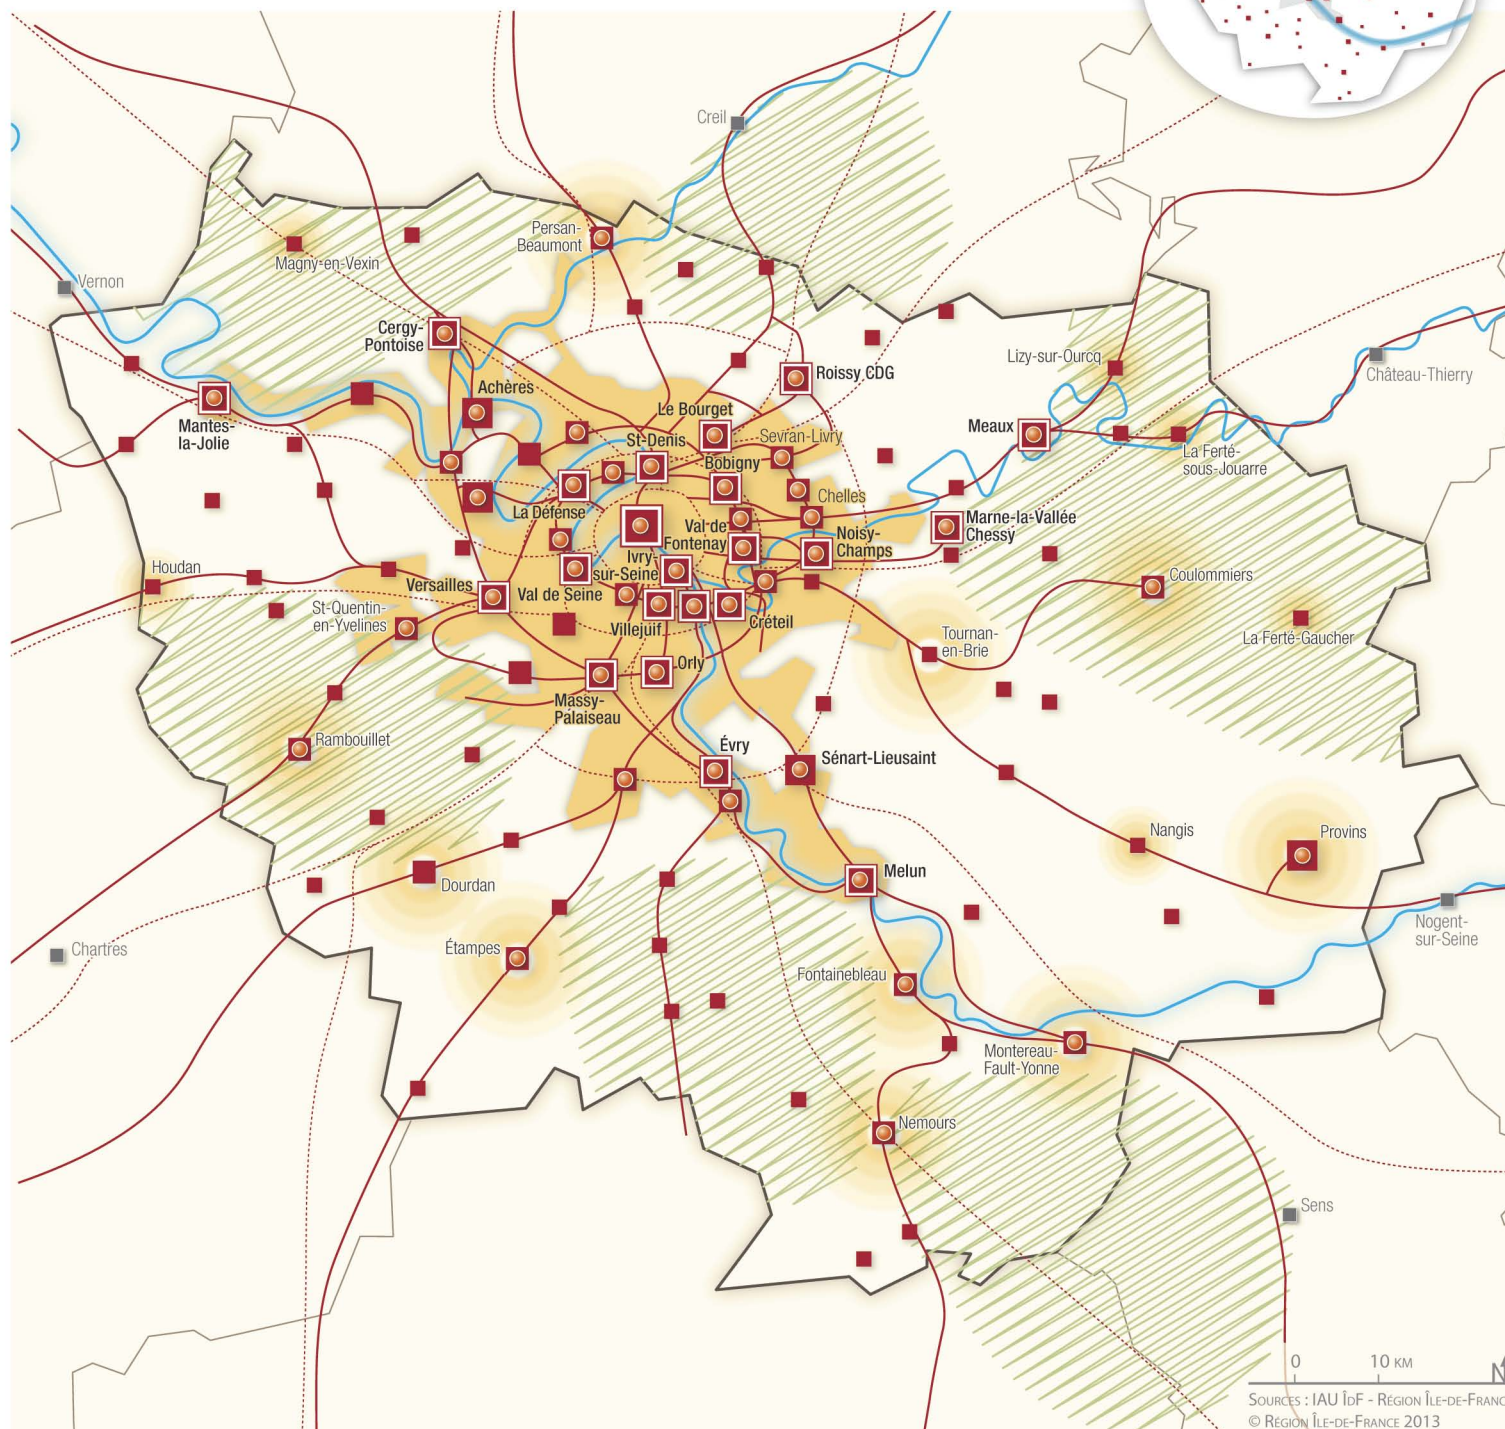 Creil
Persan-
Beaumont
Magny-en-Vexin
Vernon
Cergy-
Pontoise
Roissy CDG
Lizy-sur-Ourcq
Château-Thierry
Achères
Le Bourget
Mantes-
la-Jolie
St-Denis
Sevran-Livry
Meaux
La Ferté-
sous-Jouarre
Bobigny
Chelles
La Défense
Marne-la-Vallée
Chessy
Val de
Fontenay
Noisy-
Champs
Houdan
Ivry-
sur-Seine
Versailles
Val de Seine
Coulommiers
St-Quentin-
en-Yvelines
Villejuif
Créteil
Tournan-
en-Brie
La Ferté-Gaucher
Orly
Massy-
Palaiseau
Rambouillet
Évry
Sénart-Lieusaint
Nangis
Provins
Dourdan
Melun
Nogent-
sur-Seine
Chartres
Étampes
Fontainebleau
Montereau-
Fault-Yonne
Nemours
Sens
0 10 KM
N
SOURCES : IAU ÎDF - RÉGION ÎLE-DE-FRANC
© RÉGION ÎLE-DE-FRANCE 2013